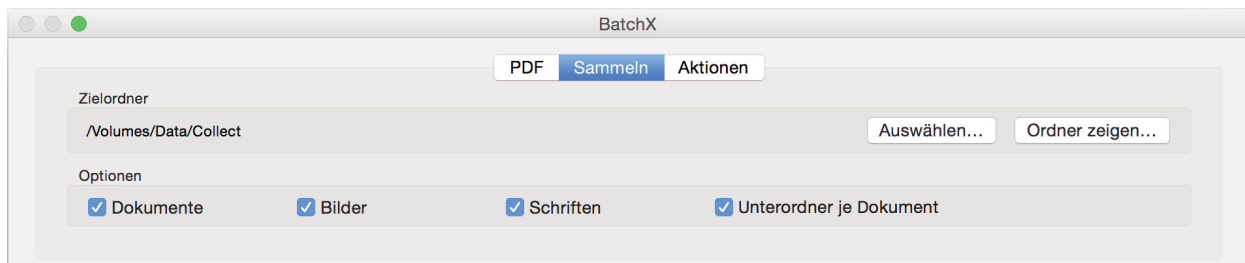 BatchX
PDF Sammeln Aktionen
Zielordner
/Volumes/Data/Collect Auswählen... Ordner zeigen...
Optionen
Dokumente Bilder Schriften Unterordner je Dokument